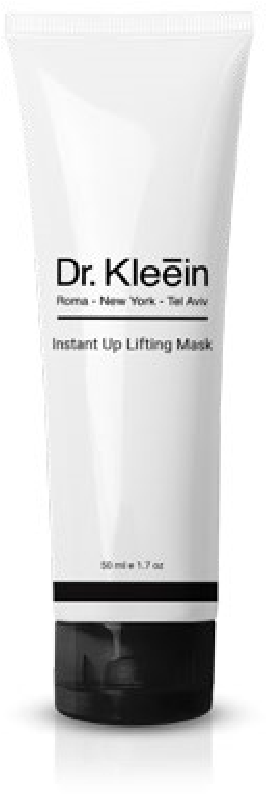 Dr. Kleēin
Roma - New York - Tel Aviv
Instant Up Lifting Mask
50 ml e 1.7 oz